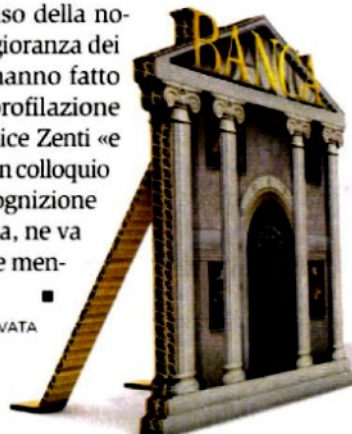 so della no-
gioranza dei
hanno fatto
profilazione
ice Zenti «e
n colloquio
ognizione
a, ne va
e men-
VATA
BANCA